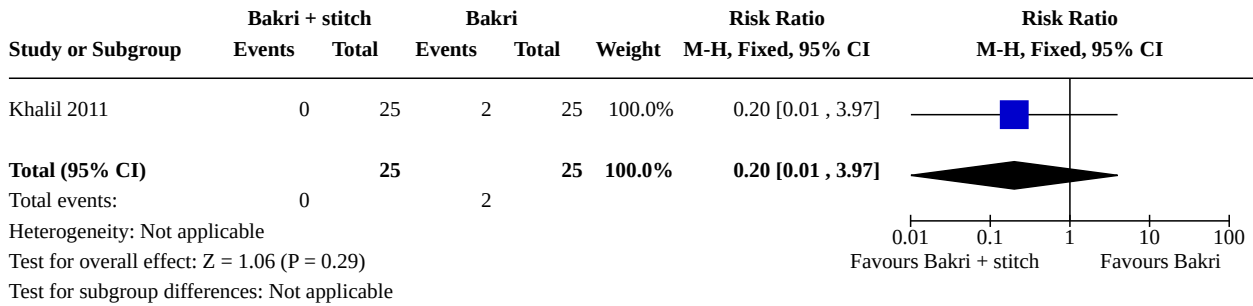 Bakri + stitch Bakri Risk Ratio Risk Ratio
Study or Subgroup Events Total Events Total Weight M-H, Fixed, 95% CI M-H, Fixed, 95% CI
Khalil 2011 0 25 2 25 100.0% 0.20 [0.01 , 3.97]
Total (95% CI) 25 25 100.0% 0.20 [0.01 , 3.97]
Total events: 0 2
Heterogeneity: Not applicable
0.01 0.1 1 10 100
Test for overall effect: Z = 1.06 (P = 0.29) Favours Bakri + stitch Favours Bakri
Test for subgroup differences: Not applicable